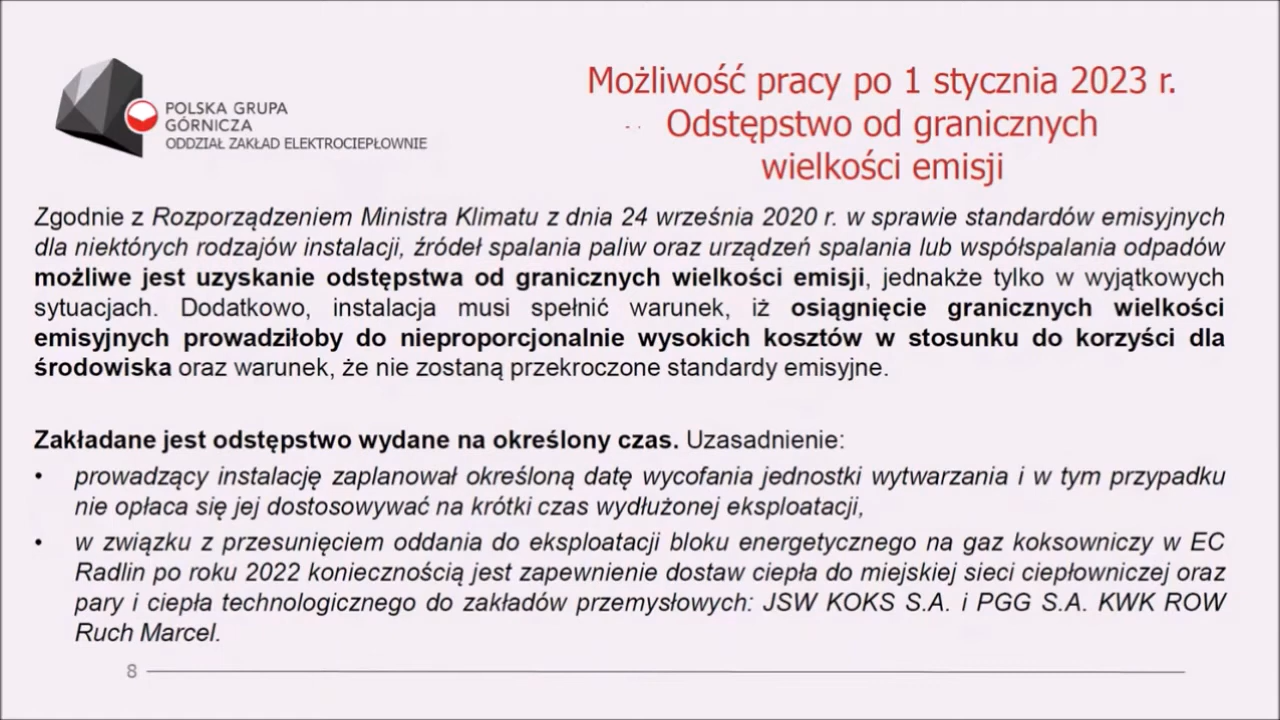 POLSKA GRUPA
GÓRNICZA
ODDZIAŁ ZAKŁAD ELEKTROCIEPŁOWNIE
Możliwość pracy po 1 stycznia 2023 r.
Odstępstwo od granicznych
wielkości emisji
Zgodnie z Rozporządzeniem Ministra Klimatu z dnia 24 września 2020 r. w sprawie standardów emisyjnych
dla niektórych rodzajów instalacji, źródeł spalania paliw oraz urządzeń spalania lub współspalania odpadów
możliwe jest uzyskanie odstępstwa od granicznych wielkości emisji, jednakże tylko w wyjątkowych
sytuacjach. Dodatkowo, instalacja musi spełnić warunek, iż osiągnięcie granicznych wielkości
emisyjnych prowadziłoby do nieproporcjonalnie wysokich kosztów w stosunku do korzyści dla
środowiska oraz warunek, że nie zostaną przekroczone standardy emisyjne.
Zakładane jest odstępstwo wydane na określony czas. Uzasadnienie:
• prowadzący instalację zaplanował określoną datę wycofania jednostki wytwarzania i w tym przypadku
nie opłaca się jej dostosowywać na krótki czas wydłużonej eksploatacji,
• w związku z przesunięciem oddania do eksploatacji bloku energetycznego na gaz koksowniczy w EC
Radlin po roku 2022 koniecznością jest zapewnienie dostaw ciepła do miejskiej sieci ciepłowniczej oraz
pary i ciepła technologicznego do zakładów przemysłowych: JSW KOKS S.A. i PGG S.A. KWK ROW
Ruch Marcel.
8